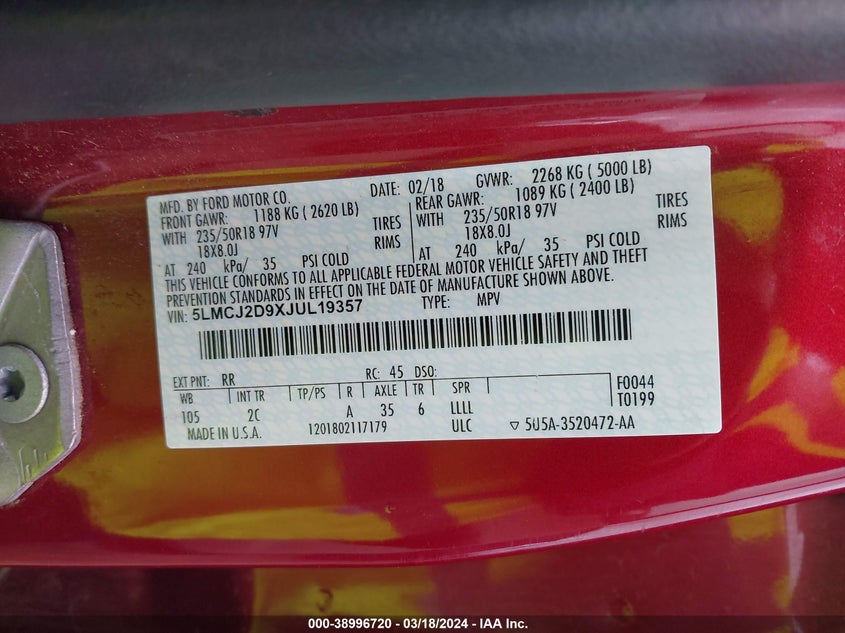 MFD. BY FORD MOTOR CO. DATE: 02/18 GVWR: 2268 KG ( 5000 LB)
FRONT GAWR: 1188 KG ( 2620 LB) REAR GAWR: 1089 KG ( 2400 LB)
WITH 235/50R18 97V TIRES WITH 235/50R18 97V TIRES
18X8.0J RIMS 18X8.0J RIMS
AT 240 kPa/ 35 PSI COLD AT 240 kPa/ 35 PSI COLD
THIS VEHICLE CONFORMS TO ALL APPLICABLE FEDERAL MOTOR VEHICLE SAFETY AND THEFT
PREVENTION STANDARDS IN EFFECT ON THE DATE OF MANUFACTURE SHOWN ABOVE.
VIN: 5LMCJ2D9XJUL19357 TYPE: MPV
EXT PNT: RR RC: 45 DSO:
WB INT TR TP/PS R AXLE TR SPR F0044
105 2C A 35 6 LLLL T0199
MADE IN U.S.A. 1201802117179 ULC ▽ 5U5A-3520472-AA
000-38996720 - 03/18/2024 - IAA Inc.